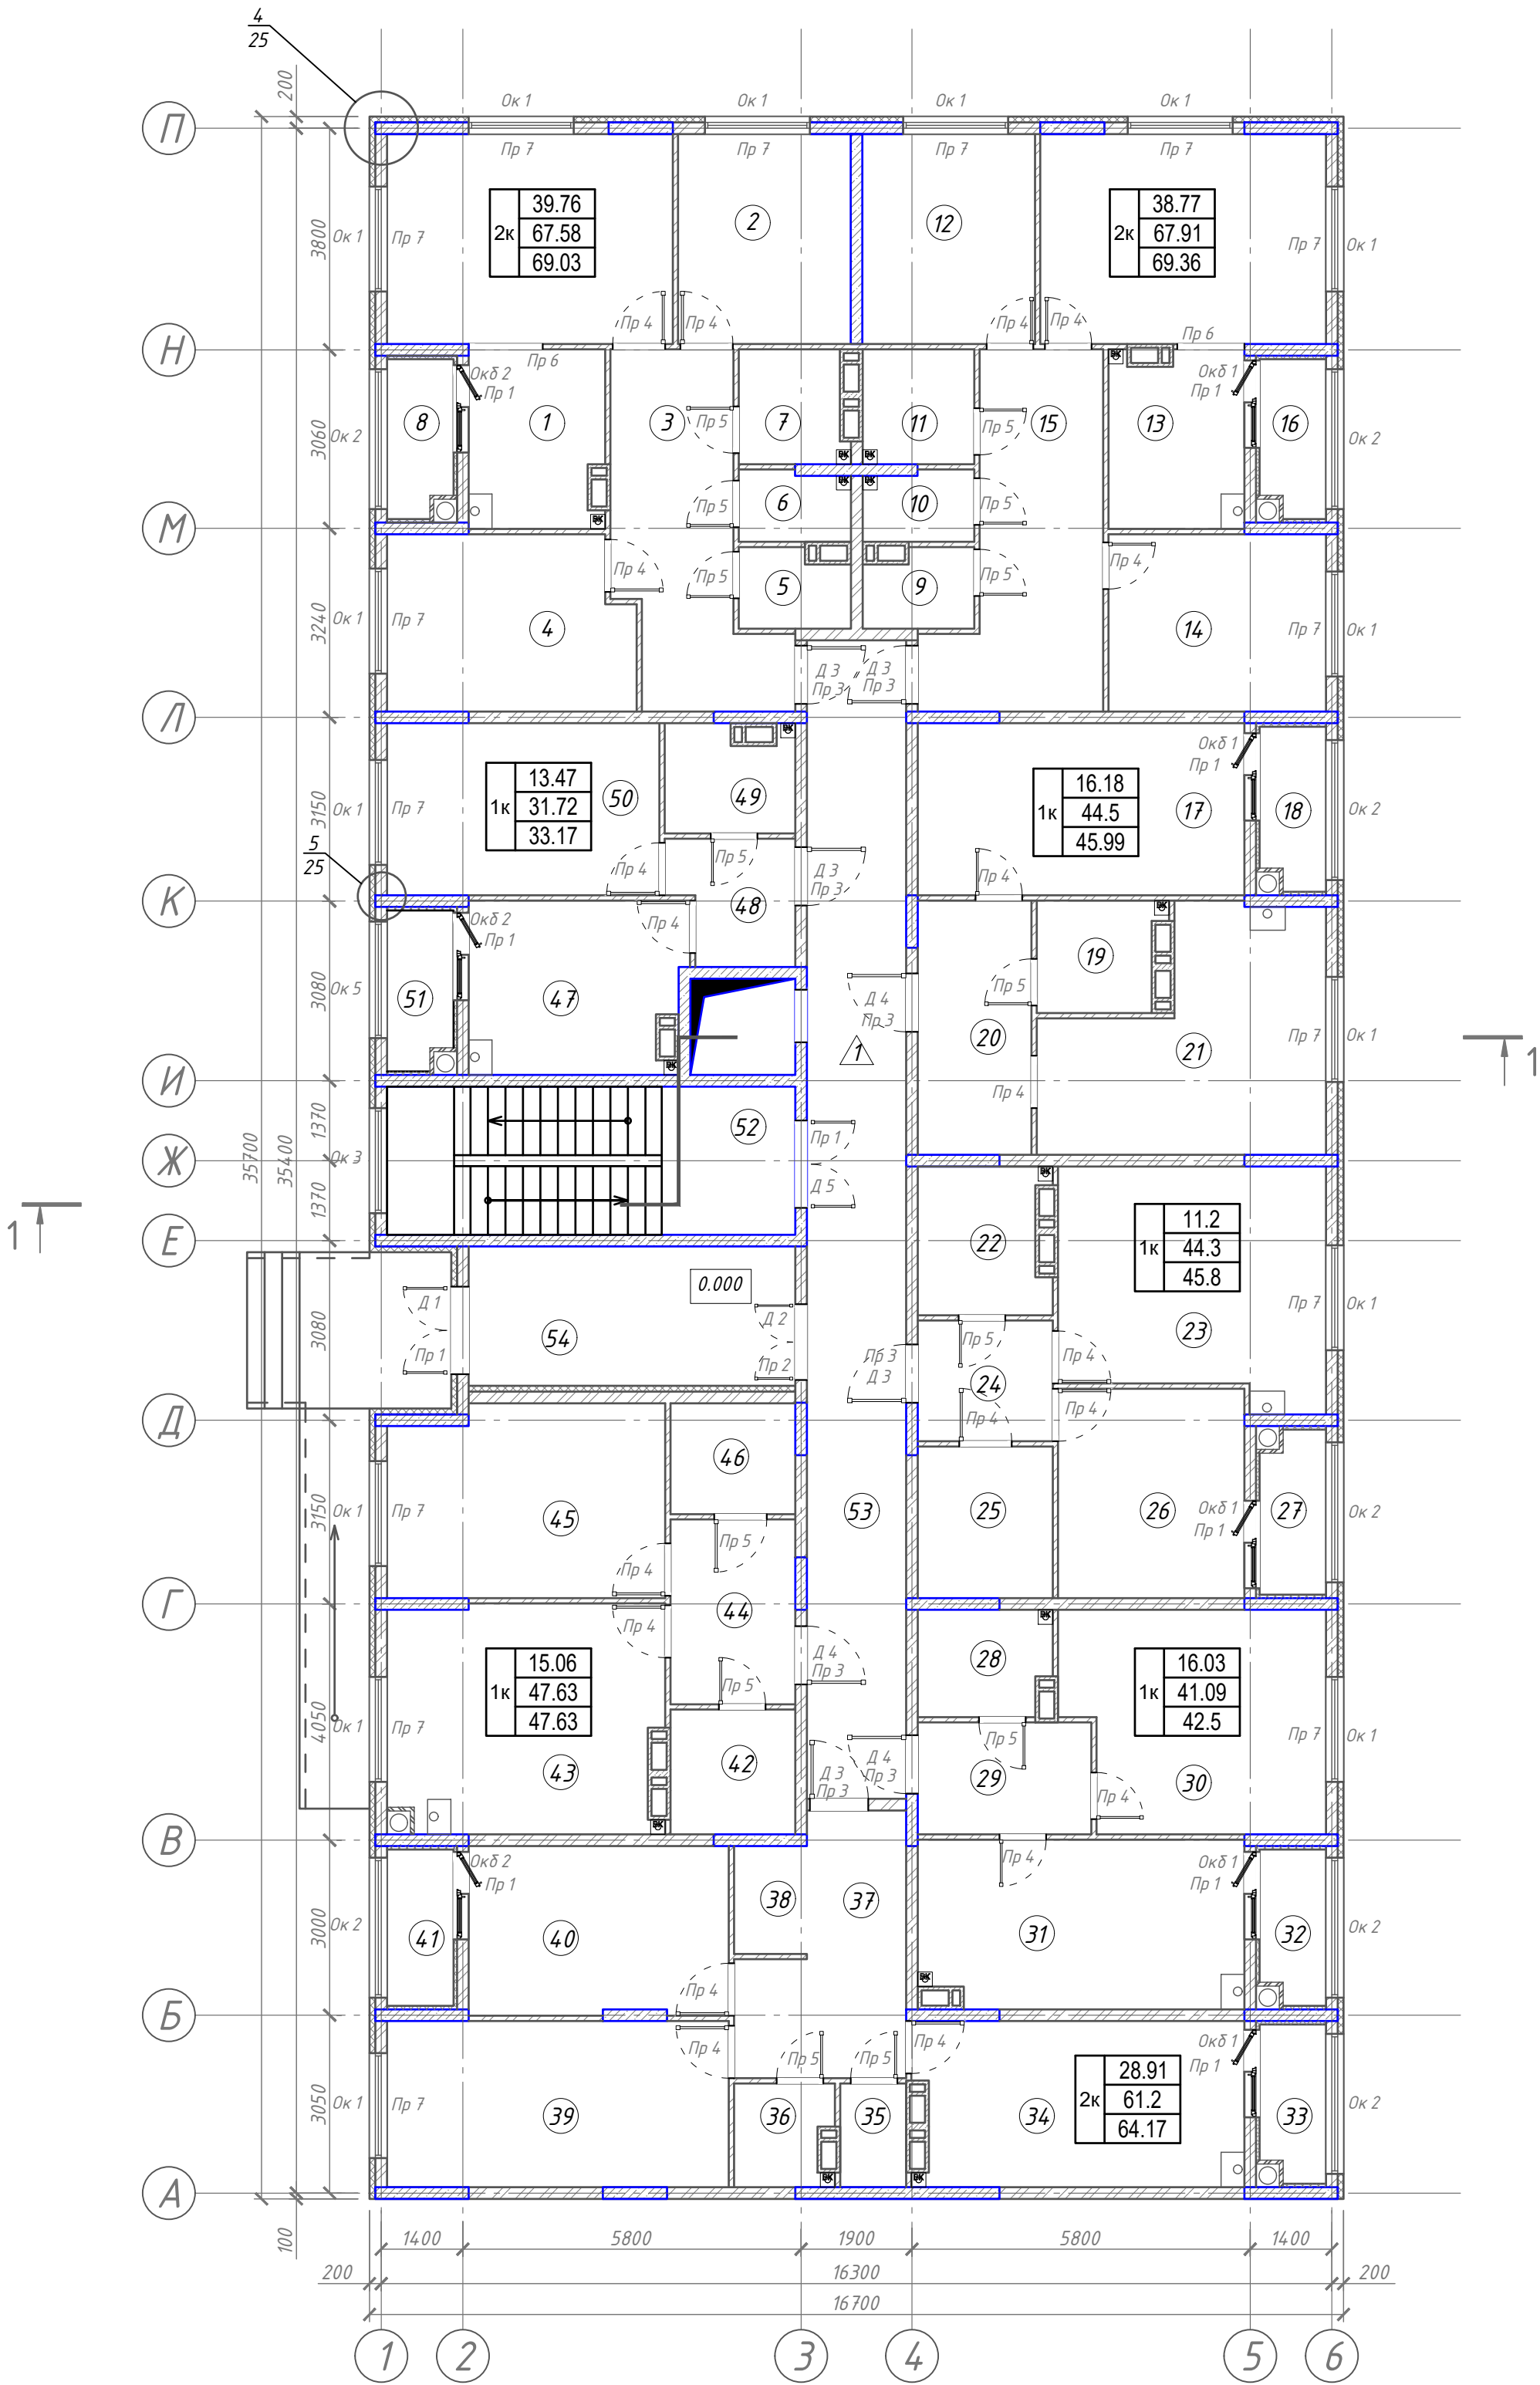 4
25
200
Ок 1 Ок 1 Ок 1 Ок 1
П
Пр 7 Пр 7 Пр 7 Пр 7
2к 39.76 67.58 69.03
2
12
2к 38.77 67.91 69.36
3800
Ок 1 Пр 7
Пр 7 Ок 1
Пр 4 Пр 4 Пр 4 Пр 4
Н
Пр 6 Пр 6
Окб 2 Пр 1
Окб 1 Пр 1
3060
Ок 2 8 1 3 Пр 5 7 11 Пр 5 15 13 16 Ок 2
ВК ВК
ВК ВК
ВК
ВК
М
Пр 5 6 10 Пр 5
Пр 4 Пр 5 5 9 Пр 5 Пр 4
3240
Ок 1 Пр 7 4 14 Пр 7 Ок 1
Д 3 Пр 3 Д 3 Пр 3
Л
ВК
Окб 1 Пр 1
1к 13.47 31.72 33.17
50 49
1к 16.18 44.5 45.99
17 18 Ок 2
3150
Ок 1 Пр 7
5
25
Пр 4 Пр 5 Д 3 Пр 3 Пр 4
К
48
ВК
Окб 2 Пр 1 Пр 4
19
3080
Ок 5 51 47 Д 4 Пр 3 Пр 5
1
20 21 Пр 7 Ок 1
1
ВК
И
Пр 4
35700
35400
1370
52 Пр 1
Ж
Ок 3
Д 5
ВК
1370
1
Е
22
1к 11.2 44.3 45.8
0.000
Д 1 Д 2
3080
Пр 1 54 Пр 2 Пр 3 Д 3 Пр 5 Пр 4 23 Пр 7 Ок 1
24
Пр 4 Пр 4
Д
46
3150
Ок 1 Пр 7 45 Пр 5 53 25 26 Окб 1 Пр 1 27 Ок 2
Пр 4
Г
Пр 4 44
ВК
28
1к 15.06 47.63 47.63
Д 4 Пр 3
1к 16.03 41.09 42.5
Пр 5
4050
Ок 1 Пр 7
Пр 7 Ок 1
43 42 Д 3 Пр 3 Д 4 Пр 3 Пр 5 29 30
Пр 4
ВК
В
Окб 2 Пр 1
Пр 4
Окб 1 Пр 1
3000
Ок 2 41 40 38 37 31 32 Ок 2
ВК
Пр 4
Б
Пр 4 Пр 5 Пр 5 Пр 4
Окб 1 Пр 1
2к 28.91 61.2 64.17
3050
Ок 1 Пр 7 39 36 35 34 33 Ок 2
ВК ВК
А
100
1400 5800 1900 5800 1400
200 16300 200
16700
1 2 3 4 5 6